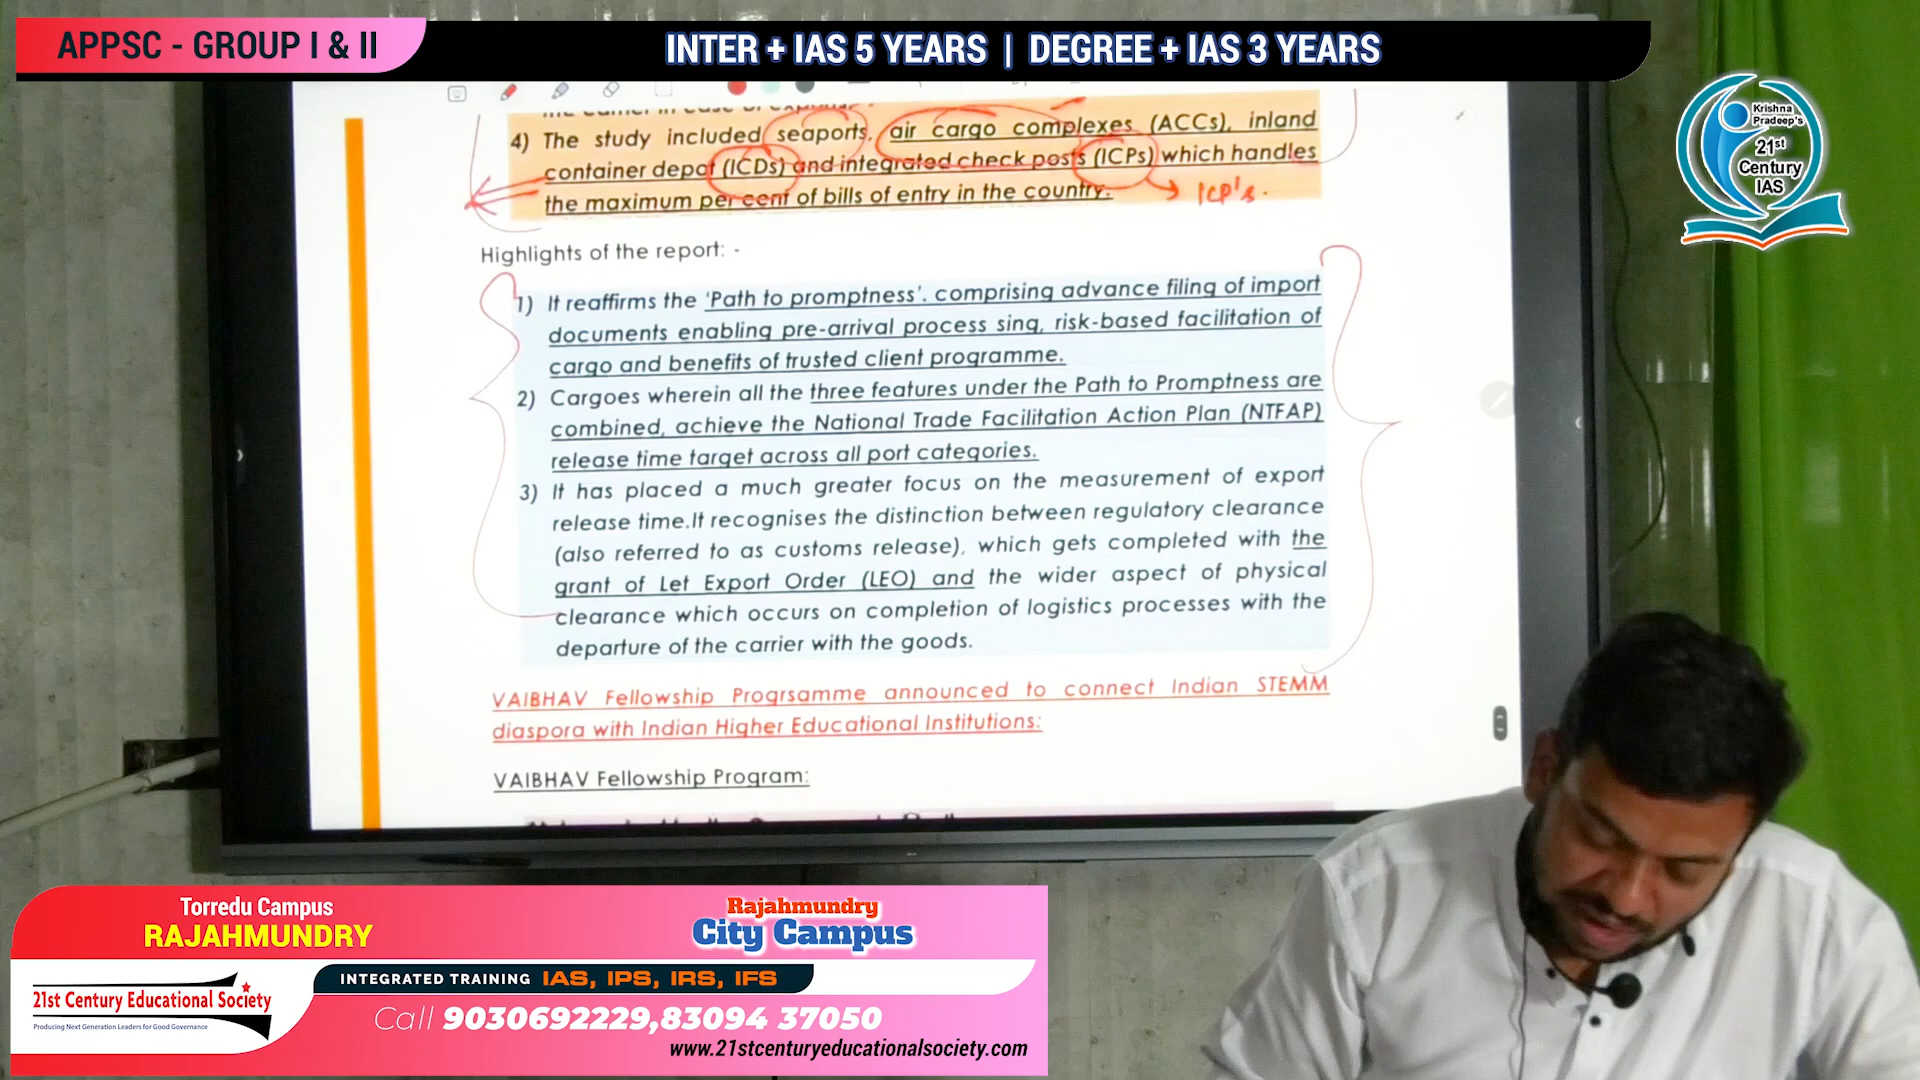 APPSC - GROUP I & II
INTER + IAS 5 YEARS | DEGREE + IAS 3 YEARS
Krishna
Pradeep's
21st
Century
IAS
4) The study included seaports, air cargo complexes (ACCs), inland
container depot (ICDs) and integrated check posts (ICPs) which handles
the maximum per cent of bills of entry in the country.
ICP's.
Highlights of the report: -
1) It reaffirms the 'Path to promptness'. comprising advance filing of import
documents enabling pre-arrival process sing, risk-based facilitation of
cargo and benefits of trusted client programme.
2) Cargoes wherein all the three features under the Path to Promptness are
combined, achieve the National Trade Facilitation Action Plan (NTFAP)
release time target across all port categories.
3) It has placed a much greater focus on the measurement of export
release time.It recognises the distinction between regulatory clearance
(also referred to as customs release), which gets completed with the
grant of Let Export Order (LEO) and the wider aspect of physical
clearance which occurs on completion of logistics processes with the
departure of the carrier with the goods.
VAIBHAV Fellowship Progrsamme announced to connect Indian STEMM
diaspora with Indian Higher Educational Institutions:
VAIBHAV Fellowship Program:
Torredu Campus
RAJAHMUNDRY
Rajahmundry
City Campus
INTEGRATED TRAINING IAS, IPS, IRS, IFS
21st Century Educational Society
Producing Next Generation Leaders for Good Governance
Call 9030692229,83094 37050
www.21stcenturyeducationalsociety.com